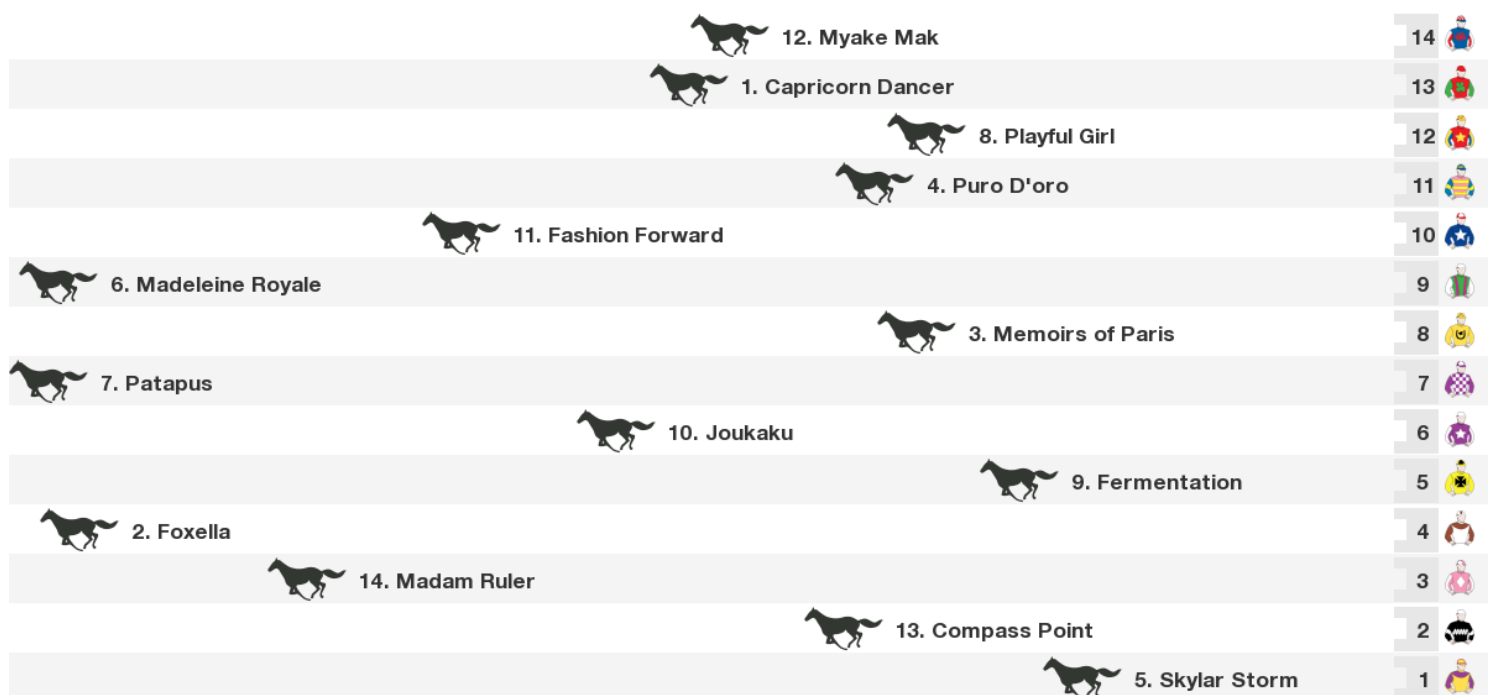 12. Myake Mak 14
1. Capricorn Dancer 13
8. Playful Girl 12
4. Puro D'oro 11
11. Fashion Forward 10
6. Madeleine Royale 9
3. Memoirs of Paris 8
7. Patapus 7
10. Joukaku 6
9. Fermentation 5
2. Foxella 4
14. Madam Ruler 3
13. Compass Point 2
5. Skylar Storm 1